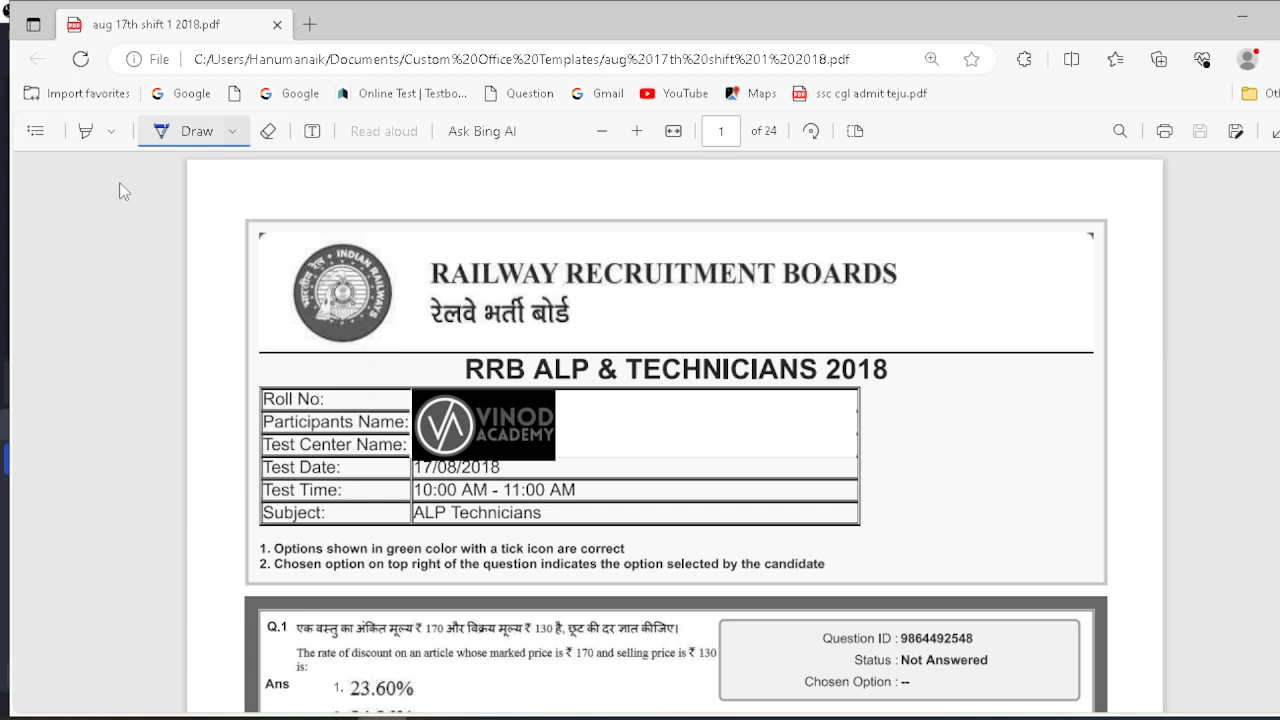 aug 17th shift 1 2018.pdf
File C:/Users/Hanumanaik/Documents/Custom%20Office%20Templates/aug%2017th%20shift%201%202018.pdf
Import favorites Google Google Online Test | Testbo... Question Gmail YouTube Maps ssc cgl admit teju.pdf
Draw Read aloud Ask Bing AI 1 of 24
INDIAN RAILWAYS
भारतीय रेल
RAILWAY RECRUITMENT BOARDS
रेलवे भर्ती बोर्ड
RRB ALP & TECHNICIANS 2018
Roll No:
Participants Name:
Test Center Name:
VINOD
ACADEMY
Test Date: 17/08/2018
Test Time: 10:00 AM - 11:00 AM
Subject: ALP Technicians
1. Options shown in green color with a tick icon are correct
2. Chosen option on top right of the question indicates the option selected by the candidate
Q.1 एक वस्तु का अंकित मूल्य ₹ 170 और विक्रय मूल्य ₹ 130 है, छूट की दर ज्ञात कीजिए।
The rate of discount on an article whose marked price is ₹ 170 and selling price is ₹ 130
is:
Ans 1. 23.60%
Question ID : 9864492548
Status : Not Answered
Chosen Option : --